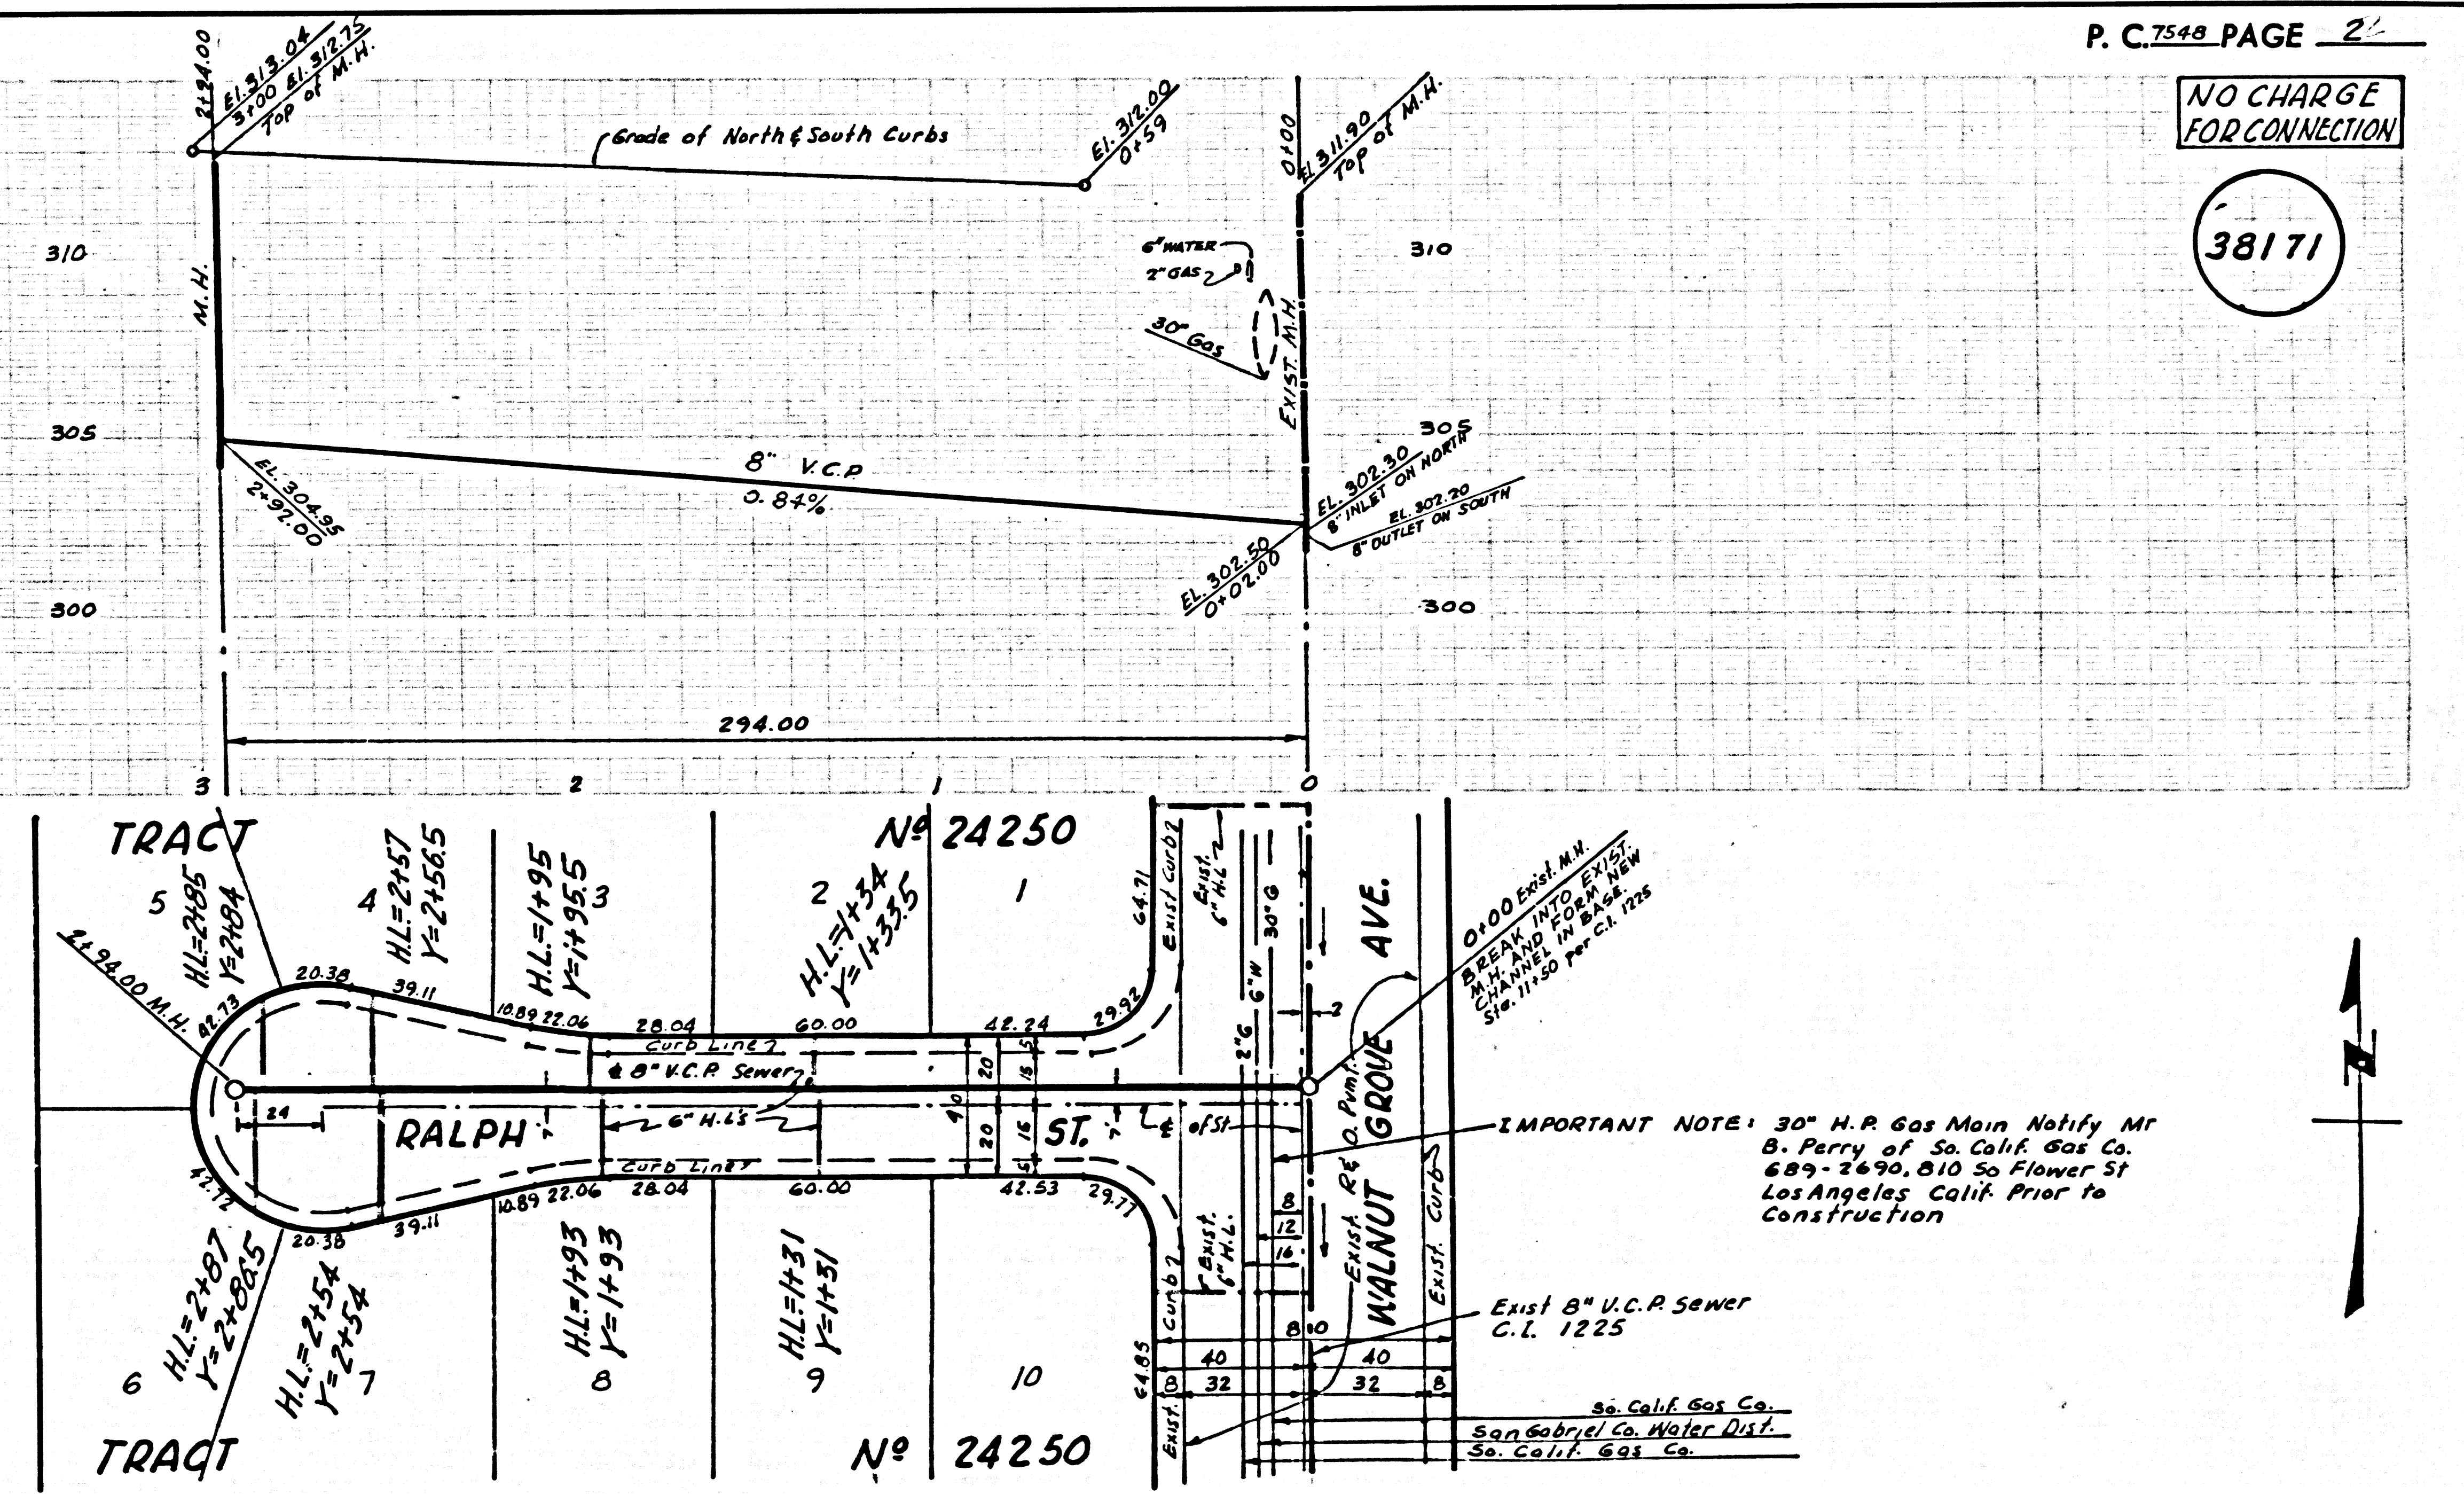 P. C. 7548 PAGE
NO CHARGE
FOR CONNECTION
38171
2+94.00
El. 313.04
3+00 El. 312.75
Top of M.H.
Grade of North & South Curbs
El. 312.00
0+59
0+00
El. 311.90
Top of M.H.
310
M.H.
6" WATER
2" GAS
30" Gas
EXIST. M.H.
310
305
8" V.C.P.
0.84%
EL. 304.95
2+92.00
305
EL. 302.30
8" INLET ON NORTH
EL. 302.20
8" OUTLET ON SOUTH
EL. 302.50
0+02.00
300
300
294.00
3 2 1 0
TRACT Nº 24250
5
H.L.=2+85
Y=2+84
4
H.L.=2+57
Y=2+56.5
H.L.=1+95
Y=1+95.5
3
2
H.L.=1+34
Y=1+33.5
1
64.71
Exist Curb
Exist.
6" H.L.
30" G
6" W
2" G
AVE.
0+00 Exist. M.H.
BREAK INTO EXIST.
M.H. AND FORM NEW
CHANNEL IN BASE.
Sta. 11+50 per C.I. 1225
2+94.00 M.H.
42.73
20.38
39.11
10.89 22.06
28.04
60.00
42.24
29.92
2
Curb Line
℄ 8" V.C.P. Sewer
20
5
15
40
24
RALPH ST.
7
6" H.L's
20
15
5
7
℄ of St
Curb Line
42.72
20.38
39.11
10.89 22.06
28.04
60.00
42.53
29.77
WALNUT GROVE
Exist. R & O. Pvmt.
Exist. Curb
IMPORTANT NOTE: 30" H.P. Gas Main Notify Mr
B. Perry of So. Calif. Gas Co.
689-2690, 810 So Flower St
Los Angeles Calif. Prior to
Construction
N
8
12
16
Exist.
6" H.L.
H.L.=2+87
Y=2+86.5
H.L.=2+54
Y=2+54
H.L.=1+93
Y=1+93
H.L.=1+31
Y=1+31
6
7
8
9
10
64.85
Exist. Curb
80
40 40
8 32 32 8
Exist 8" V.C.P. Sewer
C.I. 1225
So. Calif. Gas Co.
San Gabriel Co. Water Dist.
So. Calif. Gas Co.
TRACT Nº 24250